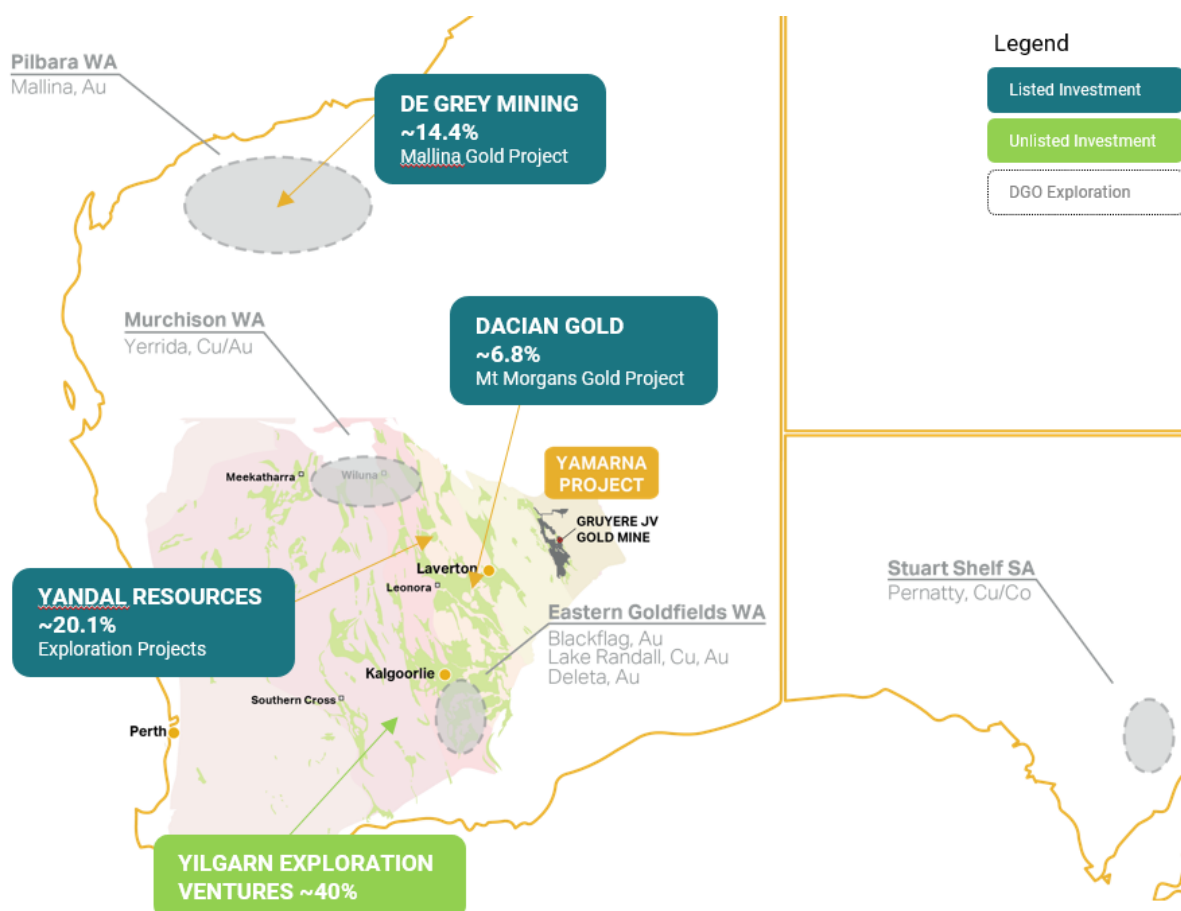 Pilbara WA
Mallina, Au
DE GREY MINING
~14.4%
Mallina Gold Project
Legend
Listed Investment
Unlisted Investment
DGO Exploration
Murchison WA
Yerrida, Cu/Au
DACIAN GOLD
~6.8%
Mt Morgans Gold Project
YAMARNA
PROJECT
Meekatharra
Wiluna
GRUYERE JV
GOLD MINE
Laverton
Leonora
YANDAL RESOURCES
~20.1%
Exploration Projects
Eastern Goldfields WA
Blackflag, Au
Lake Randall, Cu, Au
Deleta, Au
Stuart Shelf SA
Pernatty, Cu/Co
Kalgoorlie
Southern Cross
Perth
YILGARN EXPLORATION
VENTURES ~40%